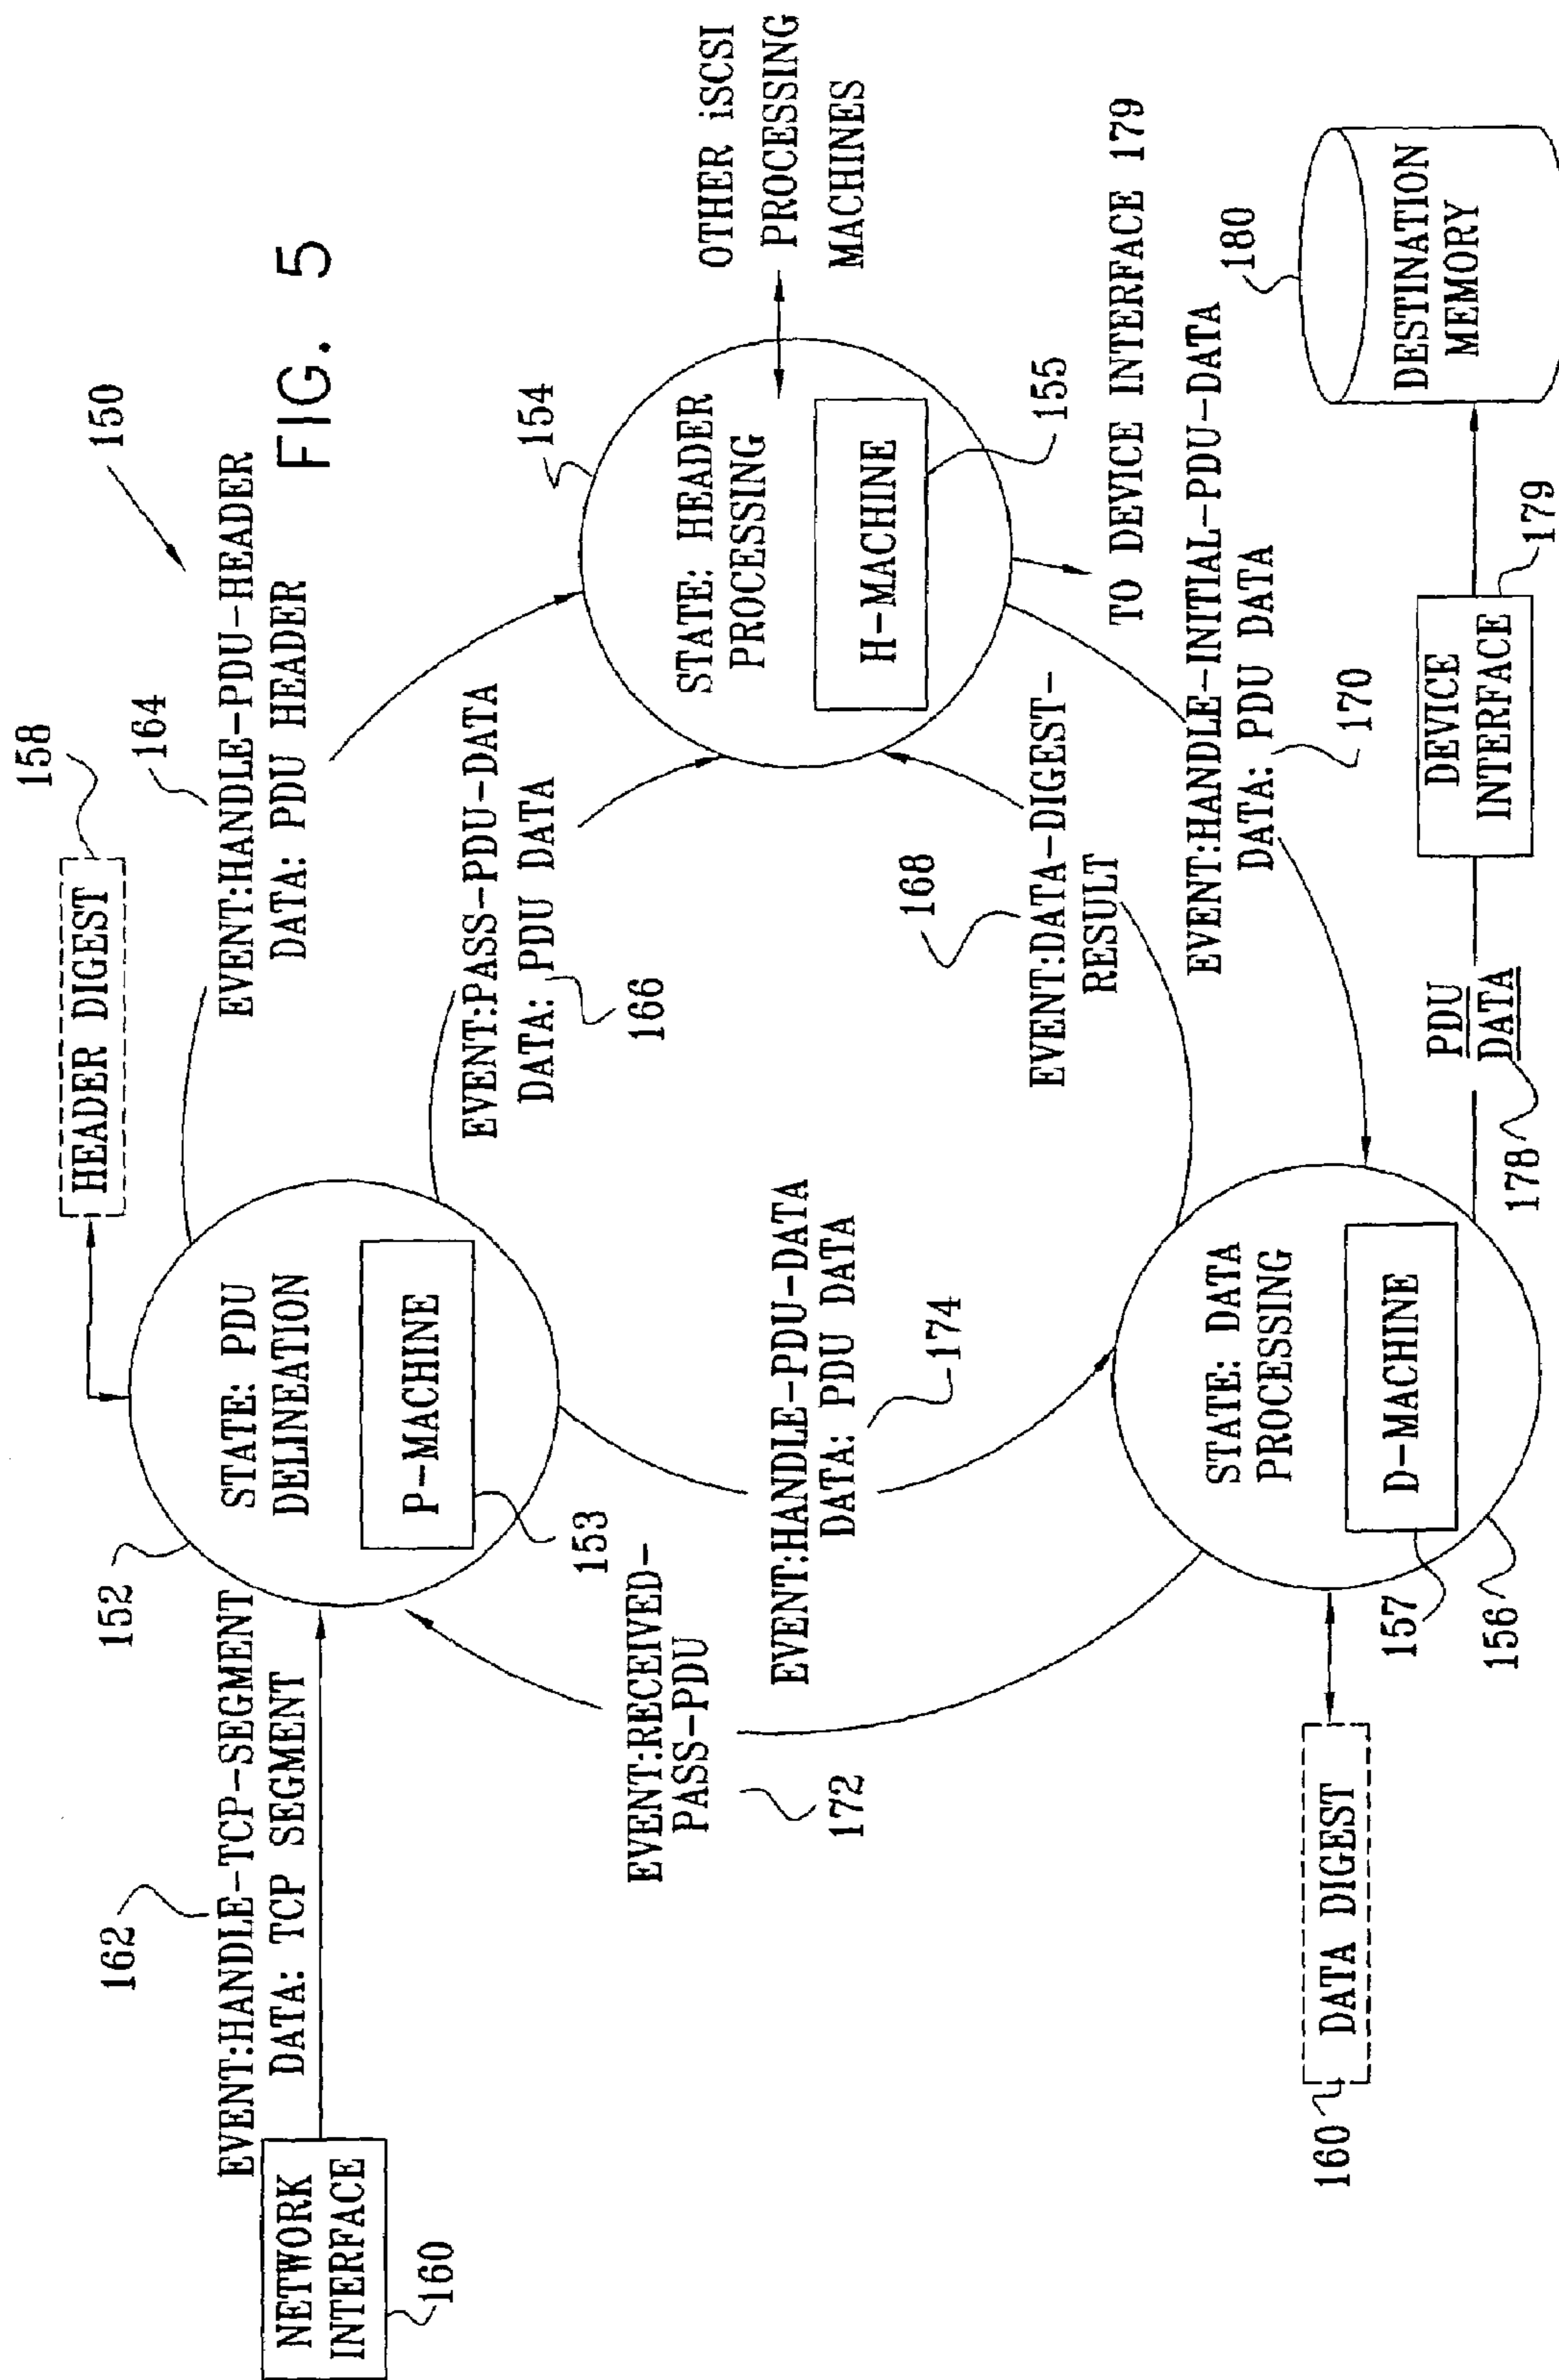 FIG. 5
150
158
HEADER DIGEST
164
EVENT:HANDLE-PDU-HEADER
DATA: PDU HEADER
162
EVENT:HANDLE-TCP-SEGMENT
DATA: TCP SEGMENT
NETWORK
INTERFACE
160
152
STATE: PDU
DELINEATION
P-MACHINE
153
EVENT:PASS-PDU-DATA
DATA: PDU DATA
166
154
STATE: HEADER
PROCESSING
H-MACHINE
155
OTHER iSCSI
PROCESSING
MACHINES
EVENT:RECEIVED-
PASS-PDU
172
EVENT:HANDLE-PDU-DATA
DATA: PDU DATA
174
168
EVENT:DATA-DIGEST-
RESULT
TO DEVICE INTERFACE 179
EVENT:HANDLE-INITIAL-PDU-DATA
DATA: PDU DATA
170
STATE: DATA
PROCESSING
D-MACHINE
157
156
DATA DIGEST
160
PDU
DATA
178
DEVICE
INTERFACE
179
180
DESTINATION
MEMORY